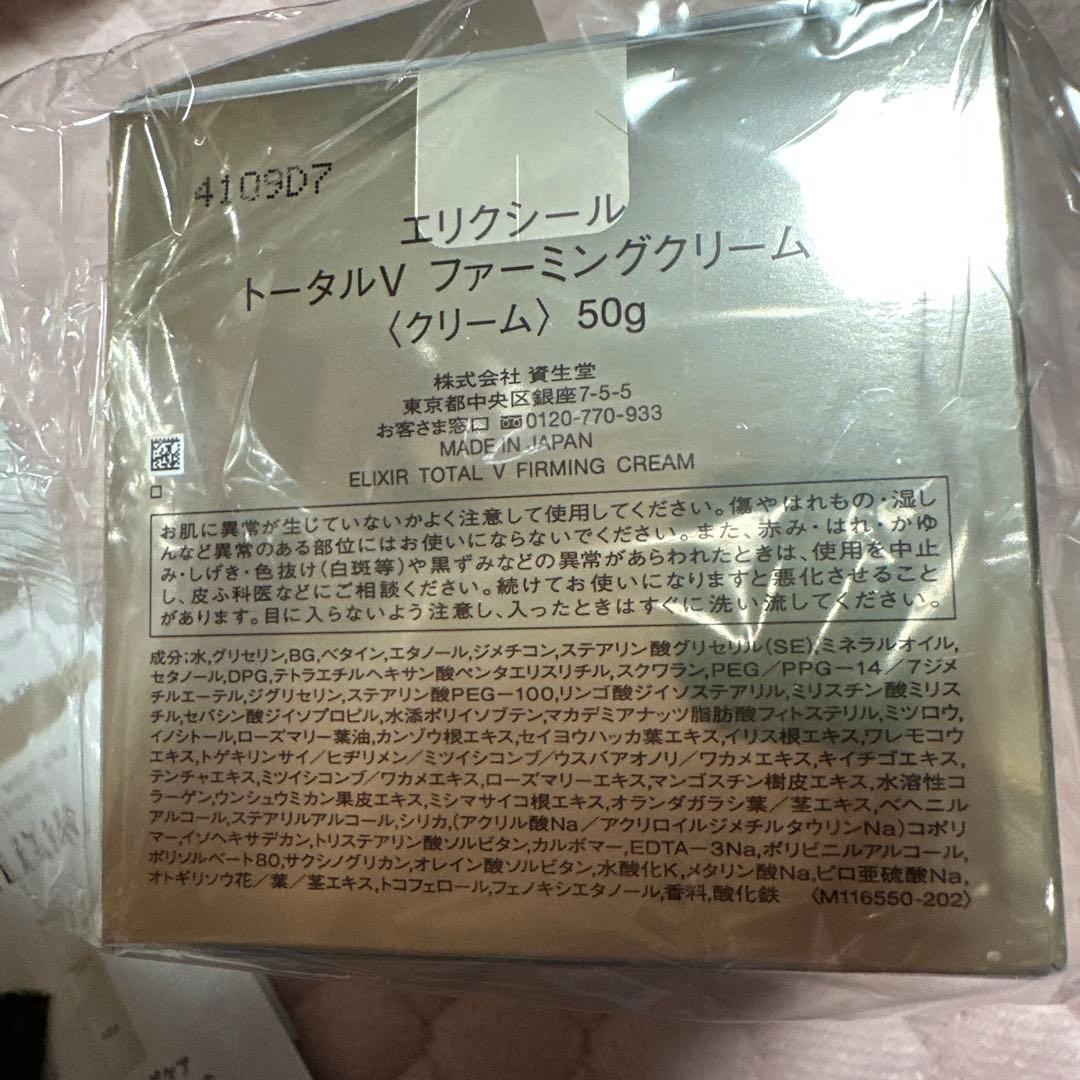 4109D7
エリクシール
トータルV ファーミングクリーム
〈クリーム〉 50g
株式会社 資生堂
東京都中央区銀座7-5-5
お客さま窓口 0120-770-933
MADE IN JAPAN
ELIXIR TOTAL V FIRMING CREAM
お肌に異常が生じていないかよく注意して使用してください。傷やはれもの・湿し
んなど異常のある部位にはお使いにならないでください。また、赤み・はれ・かゆ
み・しげき・色抜け(白斑等)や黒ずみなどの異常があらわれたときは、使用を中止
し、皮ふ科医などにご相談ください。続けてお使いになりますと悪化させること
があります。目に入らないよう注意し、入ったときはすぐに洗い流してください。
成分:水,グリセリン,BG,ベタイン,エタノール,ジメチコン,ステアリン酸グリセリル(SE),ミネラルオイル,
セタノール,DPG,テトラエチルヘキサン酸ペンタエリスリチル,スクワラン,PEG/PPG-14/7ジメ
チルエーテル,ジグリセリン,ステアリン酸PEG-100,リンゴ酸ジイソステアリル,ミリスチン酸ミリス
チル,セバシン酸ジイソプロピル,水添ポリイソブテン,マカデミアナッツ脂肪酸フィトステリル,ミツロウ,
イノシトール,ローズマリー葉油,カンゾウ根エキス,セイヨウハッカ葉エキス,イリス根エキス,ワレモコウ
エキス,トゲキリンサイ/ヒヂリメン/ミツイシコンブ/ウスバアオノリ/ワカメエキス,キイチゴエキス,
テンチャエキス,ミツイシコンブ/ワカメエキス,ローズマリーエキス,マンゴスチン樹皮エキス,水溶性コ
ラーゲン,ウンシュウミカン果皮エキス,ミシマサイコ根エキス,オランダガラシ葉/茎エキス,ベヘニル
アルコール,ステアリルアルコール,シリカ,(アクリル酸Na/アクリロイルジメチルタウリンNa)コポリ
マー,イソヘキサデカン,トリステアリン酸ソルビタン,カルボマー,EDTA-3Na,ポリビニルアルコール,
ポリソルベート80,サクシノグリカン,オレイン酸ソルビタン,水酸化K,メタリン酸Na,ピロ亜硫酸Na,
オトギリソウ花/葉/茎エキス,トコフェロール,フェノキシエタノール,香料,酸化鉄 〈M116550-202〉